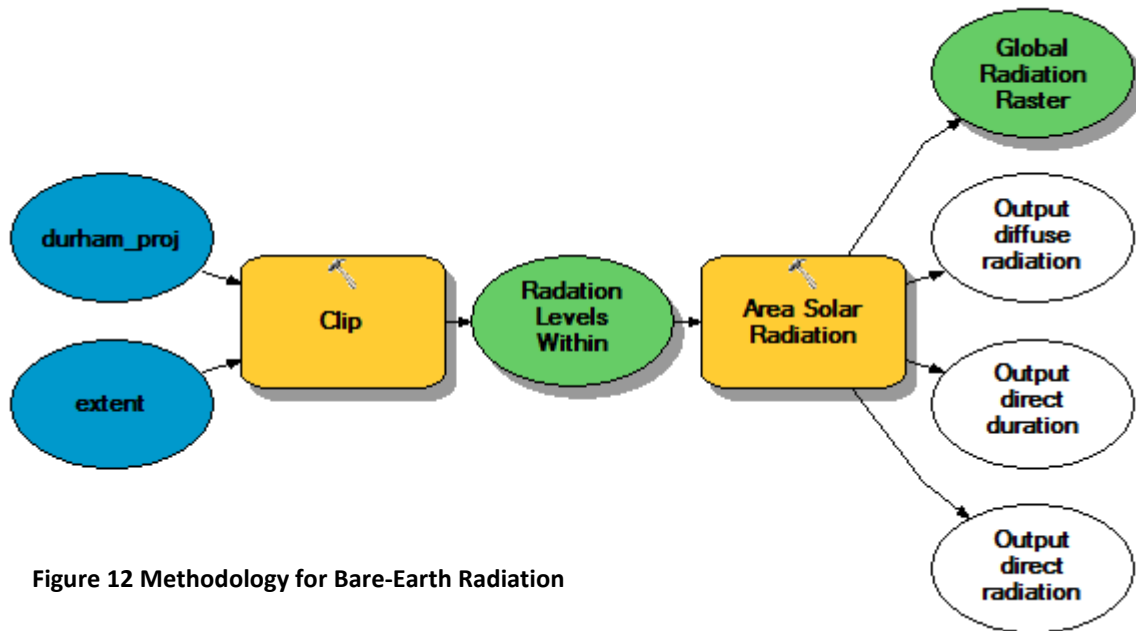 durham_proj
extent
Clip
Radation
Levels
Within
Area Solar
Radiation
Global
Radiation
Raster
Output
diffuse
radiation
Output
direct
duration
Output
direct
radiation
Figure 12 Methodology for Bare-Earth Radiation